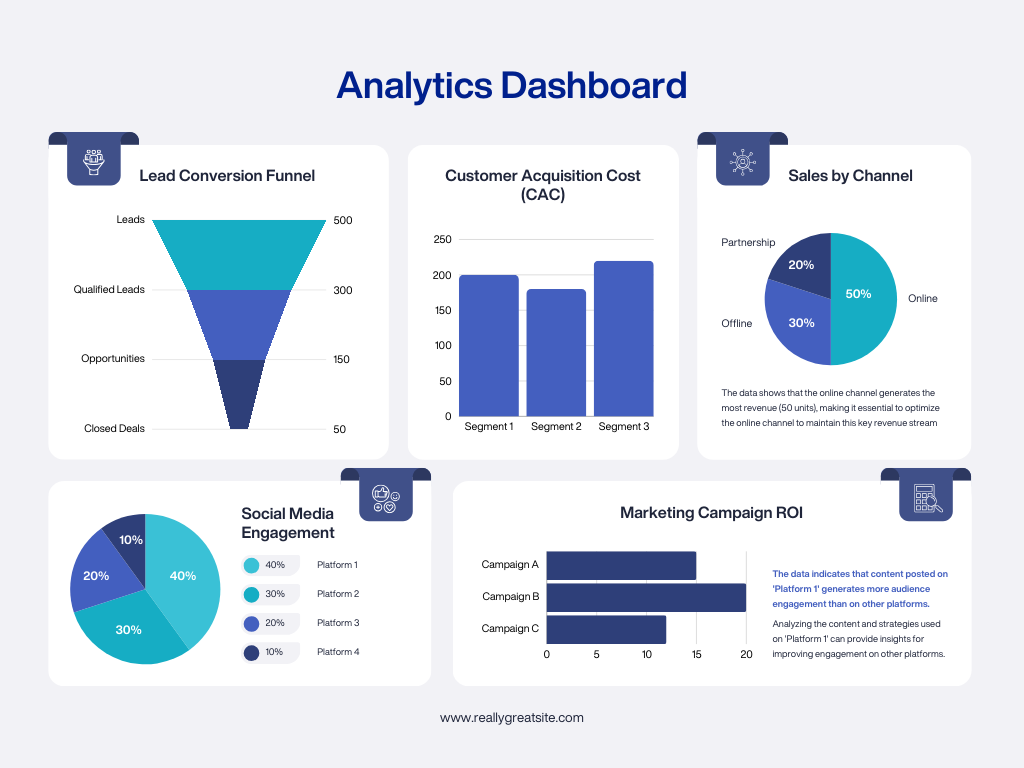 Analytics Dashboard
Lead Conversion Funnel
Leads 500
Qualified Leads 300
Opportunities 150
Closed Deals 50
Customer Acquisition Cost
(CAC)
250
200
150
100
50
0
Segment 1 Segment 2 Segment 3
Sales by Channel
Partnership
20%
50%
Online
Offline
30%
The data shows that the online channel generates the
most revenue (50 units), making it essential to optimize
the online channel to maintain this key revenue stream
10%
20%
40%
30%
Social Media
Engagement
40% Platform 1
30% Platform 2
20% Platform 3
10% Platform 4
Marketing Campaign ROI
Campaign A
Campaign B
Campaign C
0 5 10 15 20
The data indicates that content posted on
'Platform 1' generates more audience
engagement than on other platforms.
Analyzing the content and strategies used
on 'Platform 1' can provide insights for
improving engagement on other platforms.
www.reallygreatsite.com